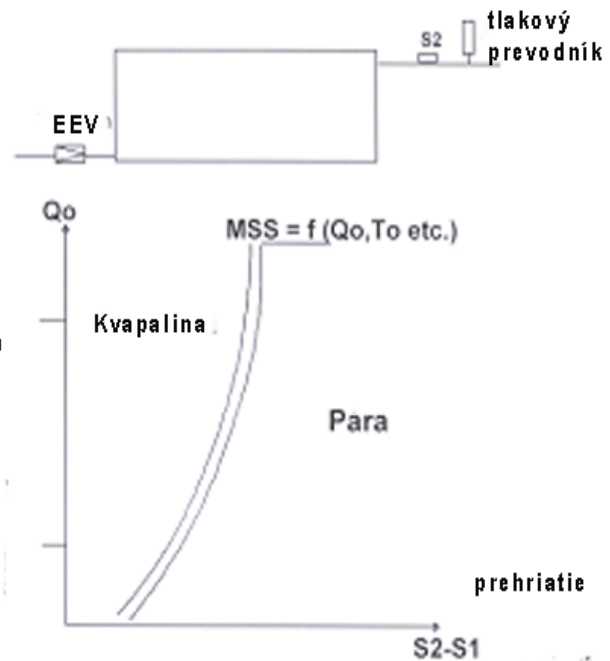 tlakový
S2
prevodník
EEV
Qo
MSS = f (Qo,To etc.)
Kvapalina
Para
prehriatie
S2-S1